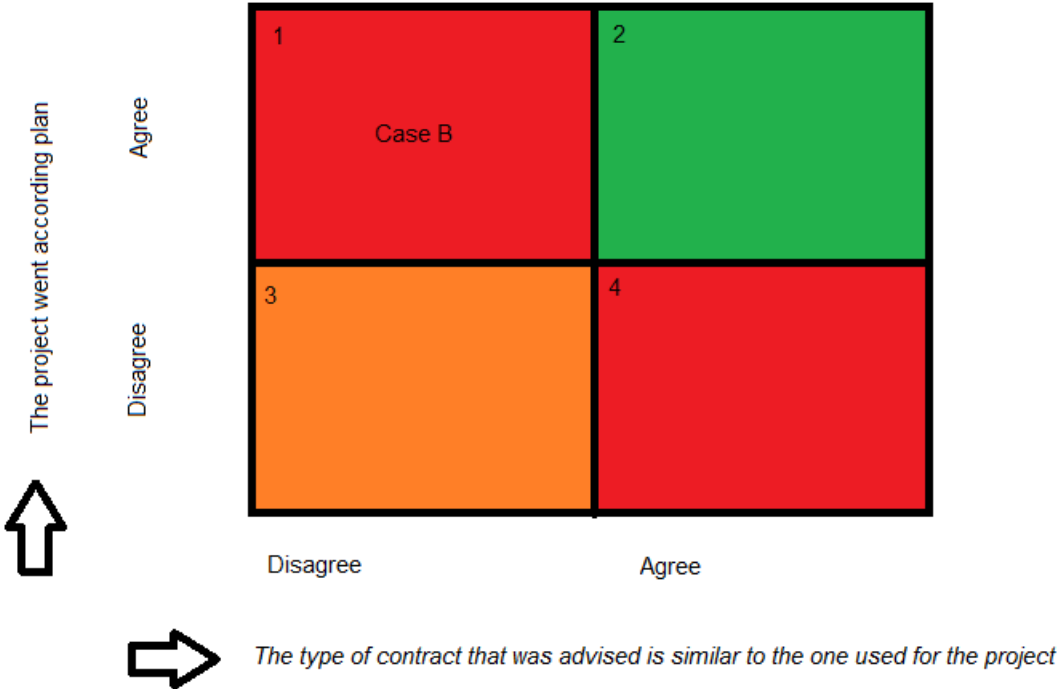 1
2
Case B
Agree
The project went according plan
3
4
Disagree
Disagree
Agree
The type of contract that was advised is similar to the one used for the project